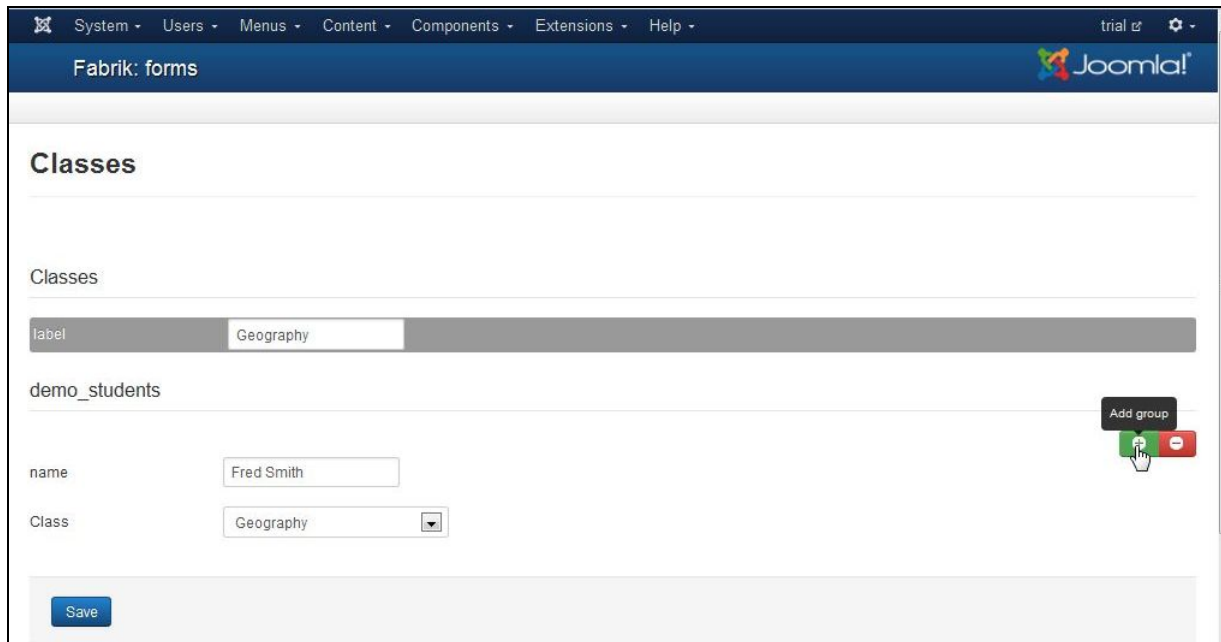 System Users Menus Content Components Extensions Help trial
Fabrik: forms Joomla!
Classes
Classes
label Geography
demo_students
Add group
name Fred Smith
Class Geography
Save